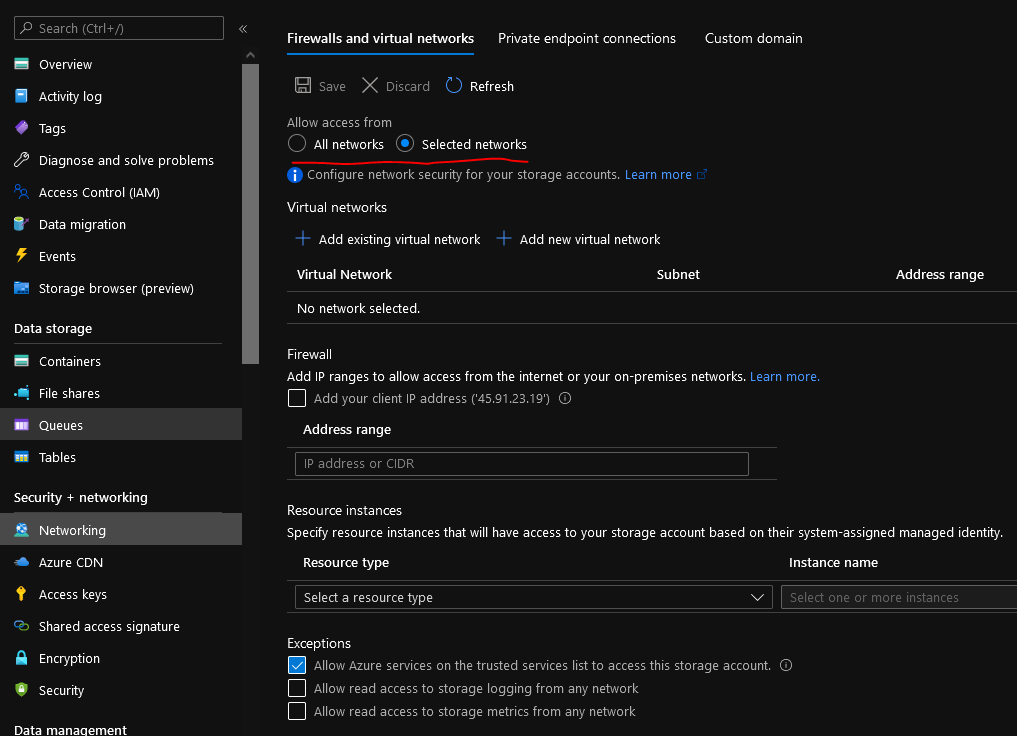 Search (Ctrl+/)
«
Overview
Activity log
Tags
Diagnose and solve problems
Access Control (IAM)
Data migration
Events
Storage browser (preview)
Data storage
Containers
File shares
Queues
Tables
Security + networking
Networking
Azure CDN
Access keys
Shared access signature
Encryption
Security
Data management
Firewalls and virtual networks Private endpoint connections Custom domain
Save Discard Refresh
Allow access from
All networks Selected networks
Configure network security for your storage accounts. Learn more
Virtual networks
Add existing virtual network Add new virtual network
Virtual Network Subnet Address range
No network selected.
Firewall
Add IP ranges to allow access from the internet or your on-premises networks. Learn more.
Add your client IP address ('45.91.23.19')
Address range
IP address or CIDR
Resource instances
Specify resource instances that will have access to your storage account based on their system-assigned managed identity.
Resource type Instance name
Select a resource type Select one or more instances
Exceptions
Allow Azure services on the trusted services list to access this storage account.
Allow read access to storage logging from any network
Allow read access to storage metrics from any network